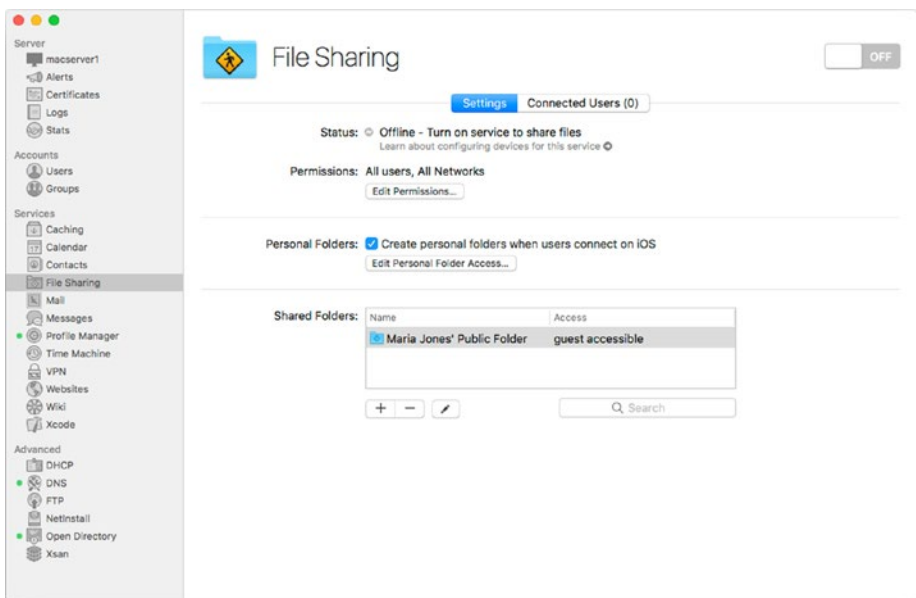 Server
macserver1
Alerts
Certificates
Logs
Stats
Accounts
Users
Groups
Services
Caching
Calendar
Contacts
File Sharing
Mail
Messages
Profile Manager
Time Machine
VPN
Websites
Wiki
Xcode
Advanced
DHCP
DNS
FTP
NetInstall
Open Directory
Xsan
File Sharing
OFF
Settings Connected Users (0)
Status: Offline - Turn on service to share files
Learn about configuring devices for this service
Permissions: All users, All Networks
Edit Permissions...
Personal Folders: Create personal folders when users connect on iOS
Edit Personal Folder Access...
Shared Folders: Name Access
Maria Jones' Public Folder guest accessible
Search